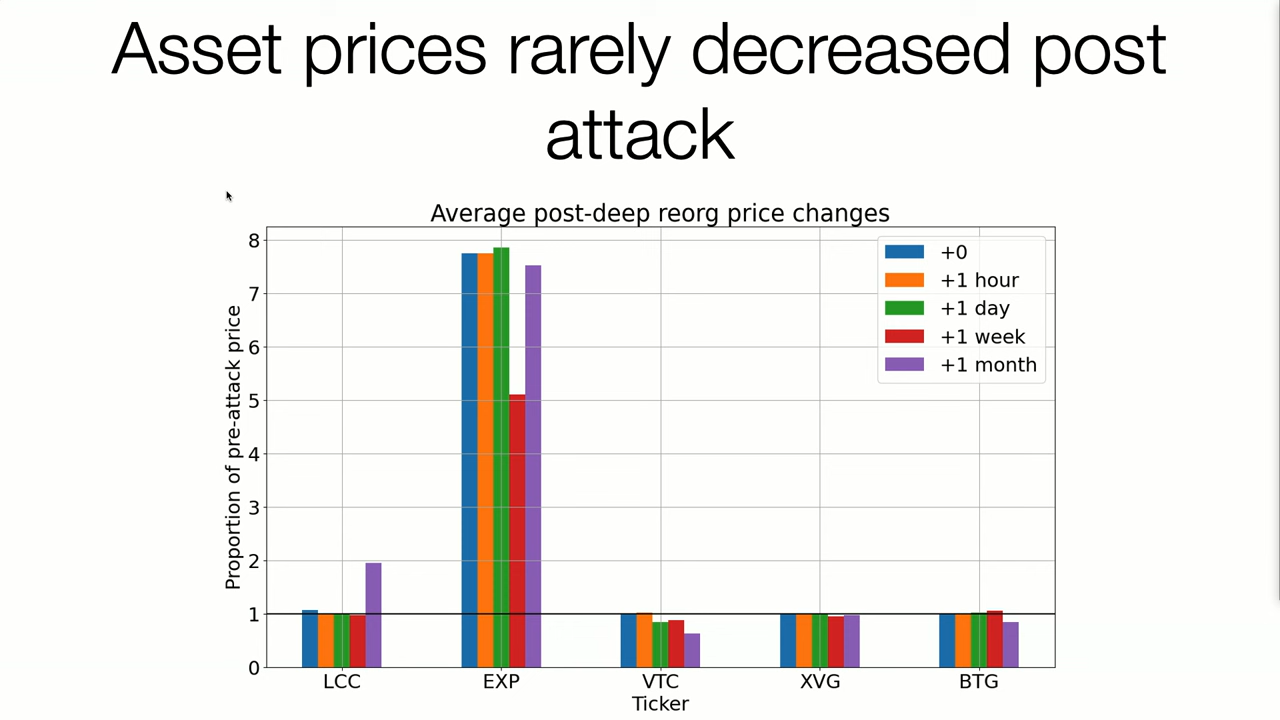 Asset prices rarely decreased post
attack
Average post-deep reorg price changes
Proportion of pre-attack price
8
7
6
5
4
3
2
1
0
+0
+1 hour
+1 day
+1 week
+1 month
LCC EXP VTC XVG BTG
Ticker